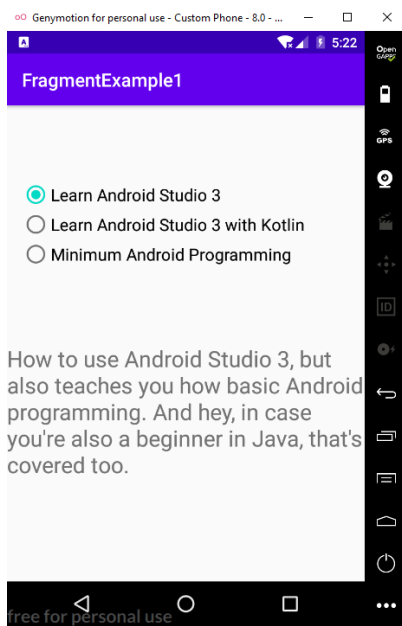 Genymotion for personal use - Custom Phone - 8.0 - ...
5:22
Open
GAPPS
FragmentExample1
GPS
Learn Android Studio 3
Learn Android Studio 3 with Kotlin
Minimum Android Programming
ID
How to use Android Studio 3, but
also teaches you how basic Android
programming. And hey, in case
you're also a beginner in Java, that's
covered too.
free for personal use